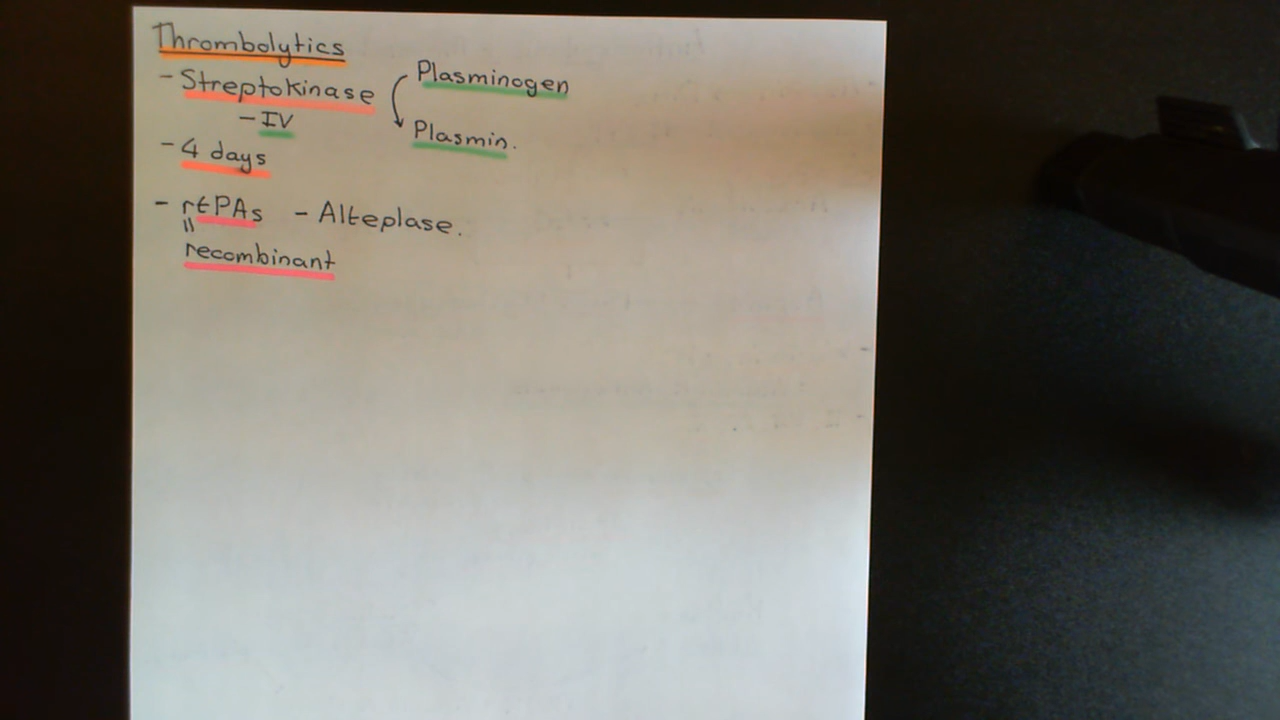 Thrombolytics
- Streptokinase
Plasminogen
- IV
Plasmin.
- 4 days
- rtPAs - Alteplase.
recombinant